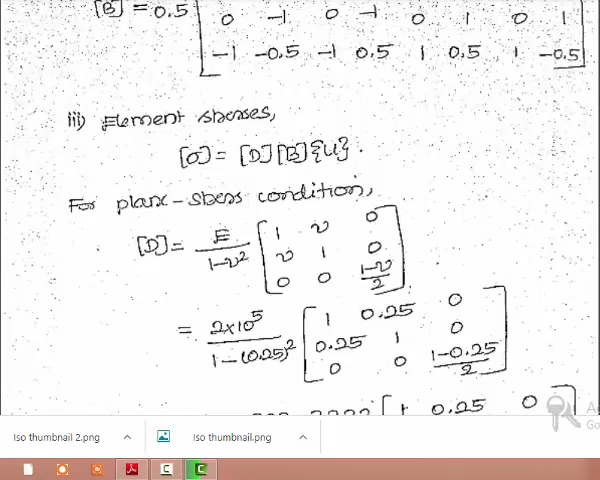 [B] = 0.5 [ 0 -1 0 -1 0 1 0 1
-1 -0.5 -1 0.5 1 0.5 1 -0.5 ]
iii) Element stresses,
[σ] = [D][B]{u}.
For plane-stress condition,
[D] = E / 1-ν² [ 1 ν 0
ν 1 0
0 0 1-ν / 2 ]
= 2×10⁵ / 1-(0.25)² [ 1 0.25 0
0.25 1 0
0 0 1-0.25 / 2 ]
[ 1 0.25 0 ]
Iso thumbnail 2.png
Iso thumbnail.png